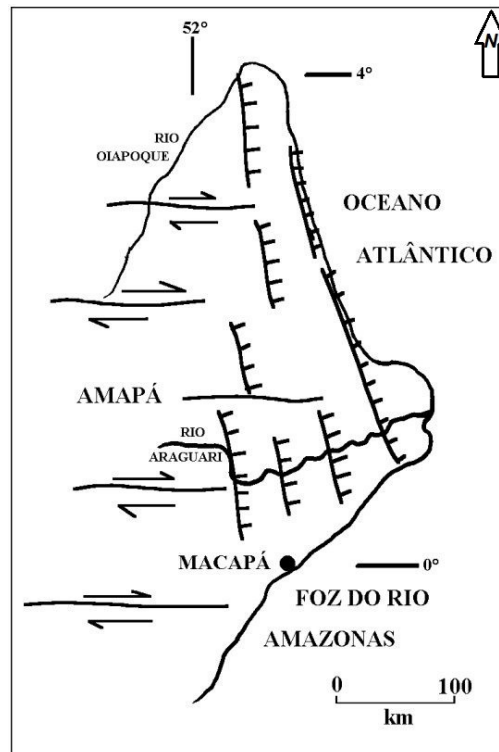 52°
N
4°
RIO
OIAPOQUE
OCEANO
ATLÂNTICO
AMAPÁ
RIO
ARAGUARI
MACAPÁ
0°
FOZ DO RIO
AMAZONAS
0 100
km